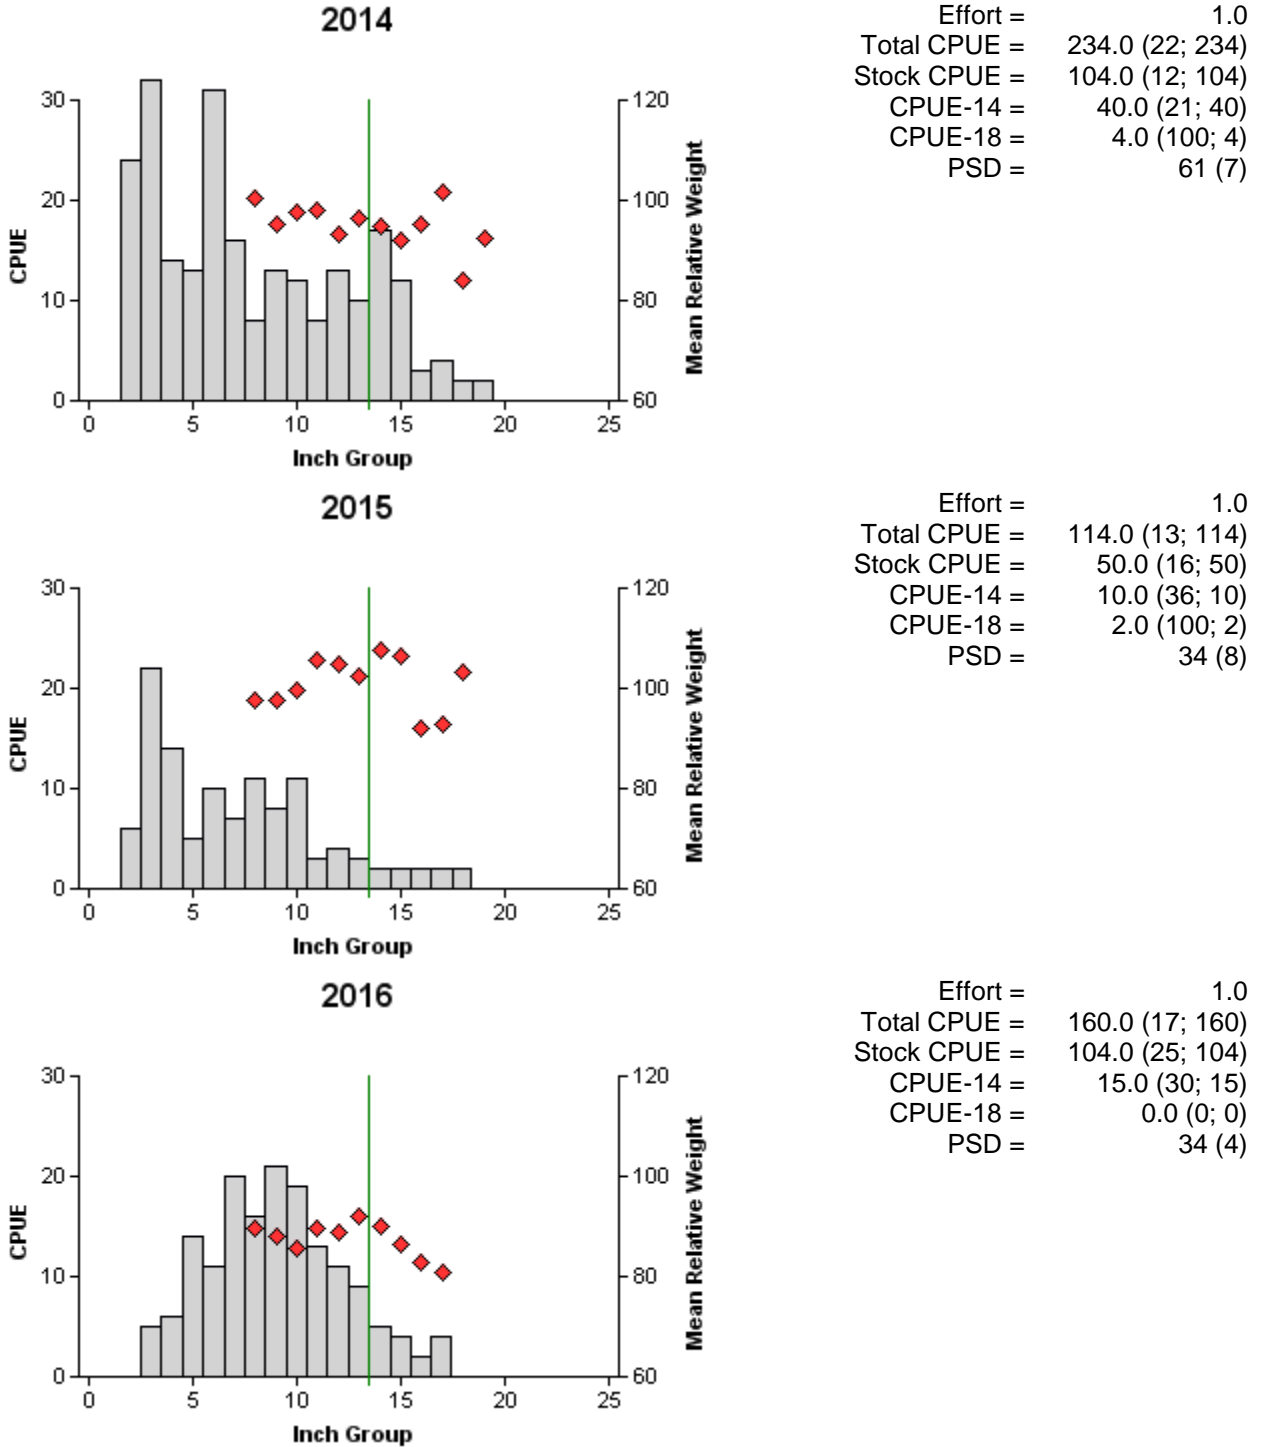 2014
Effort = 1.0
Total CPUE = 234.0 (22; 234)
Stock CPUE = 104.0 (12; 104)
CPUE-14 = 40.0 (21; 40)
CPUE-18 = 4.0 (100; 4)
PSD = 61 (7)
30 120
20 100
10 80
0 60
CPUE
Mean Relative Weight
0 5 10 15 20 25
Inch Group
2015
Effort = 1.0
Total CPUE = 114.0 (13; 114)
Stock CPUE = 50.0 (16; 50)
CPUE-14 = 10.0 (36; 10)
CPUE-18 = 2.0 (100; 2)
PSD = 34 (8)
30 120
20 100
10 80
0 60
CPUE
Mean Relative Weight
0 5 10 15 20 25
Inch Group
2016
Effort = 1.0
Total CPUE = 160.0 (17; 160)
Stock CPUE = 104.0 (25; 104)
CPUE-14 = 15.0 (30; 15)
CPUE-18 = 0.0 (0; 0)
PSD = 34 (4)
30 120
20 100
10 80
0 60
CPUE
Mean Relative Weight
0 5 10 15 20 25
Inch Group